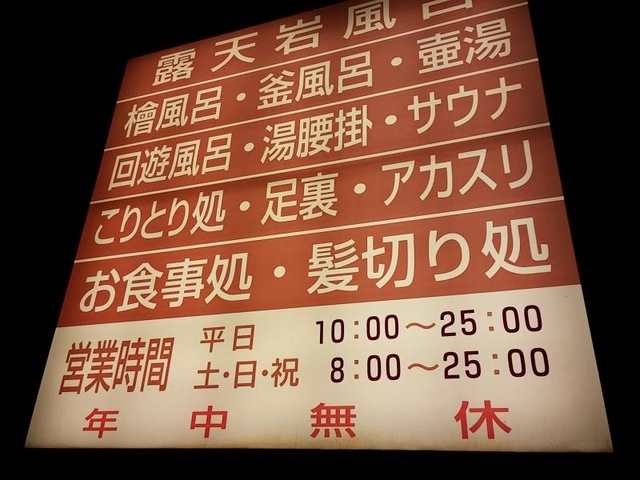 露天岩風呂
檜風呂・釜風呂・壷湯
回遊風呂・湯腰掛・サウナ
こりとり処・足裏・アカスリ
お食事処・髪切り処
営業時間 平日 10:00～25:00
土・日・祝 8:00～25:00
年中無休